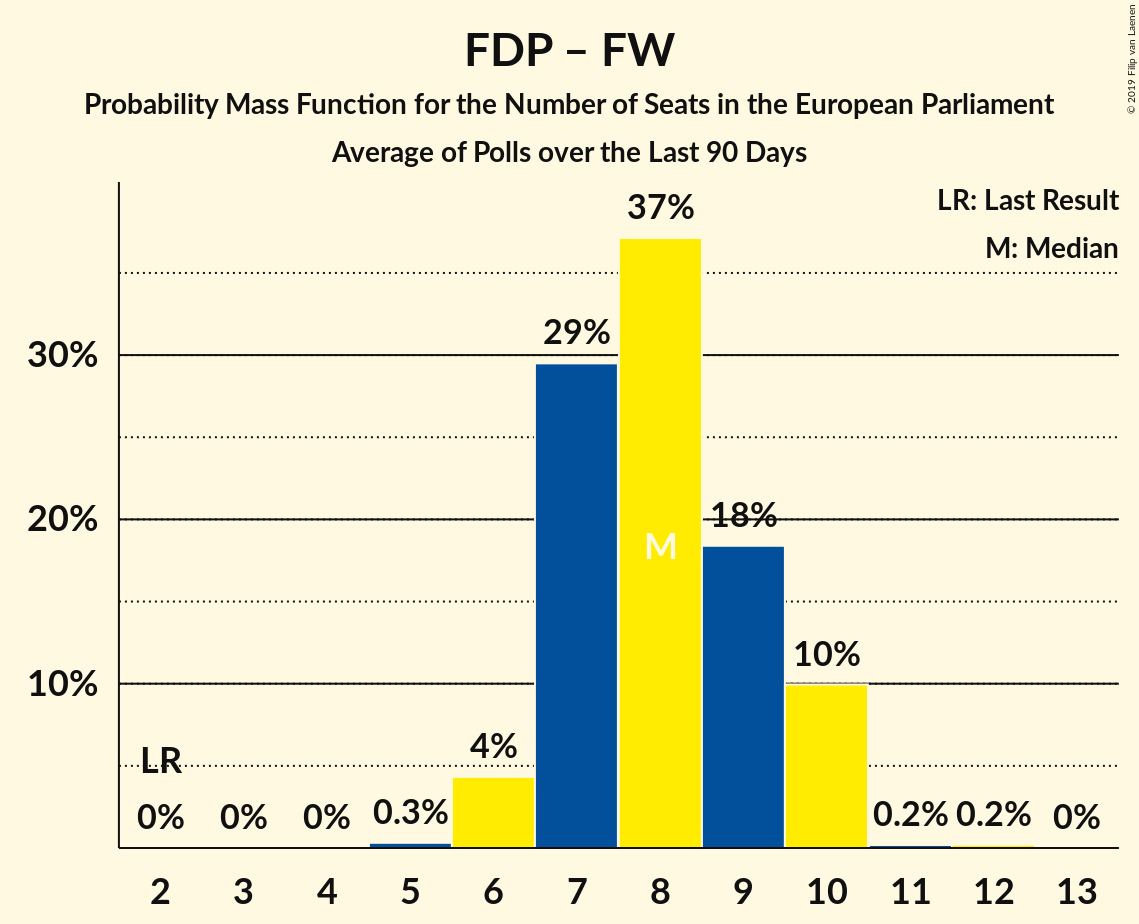 FDP – FW
Probability Mass Function for the Number of Seats in the European Parliament
Average of Polls over the Last 90 Days
© 2019 Filip van Laenen
LR: Last Result
M: Median
37%
29%
30%
18%
20%
M
10%
10%
4%
LR
0% 0% 0% 0.3% 0.2% 0.2% 0%
2 3 4 5 6 7 8 9 10 11 12 13